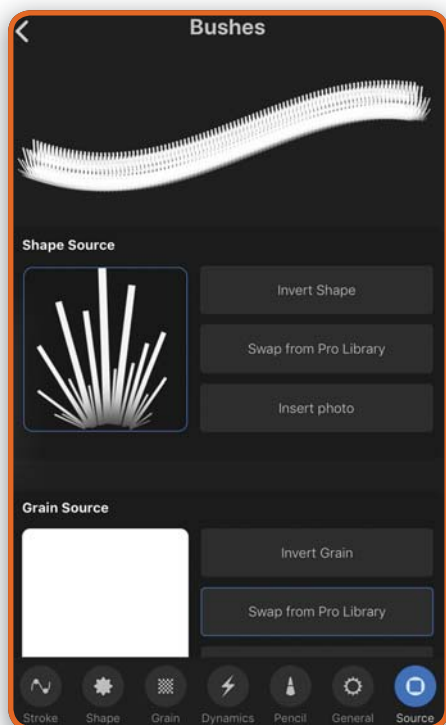 Bushes
Shape Source
Invert Shape
Swap from Pro Library
Insert photo
Grain Source
Invert Grain
Swap from Pro Library
Stroke Shape Grain Dynamics Pencil General Source